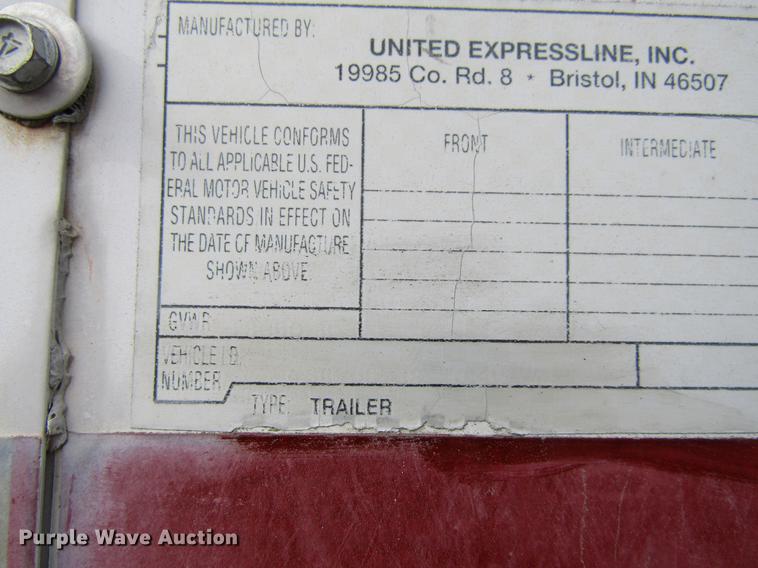 MANUFACTURED BY:
UNITED EXPRESSLINE, INC.
19985 Co. Rd. 8 * Bristol, IN 46507
THIS VEHICLE CONFORMS
TO ALL APPLICABLE U.S. FED-
ERAL MOTOR VEHICLE SAFETY
STANDARDS IN EFFECT ON
THE DATE OF MANUFACTURE
SHOWN ABOVE
FRONT
INTERMEDIATE
GVWR
VEHICLE I.D.
NUMBER
TYPE: TRAILER
Purple Wave Auction